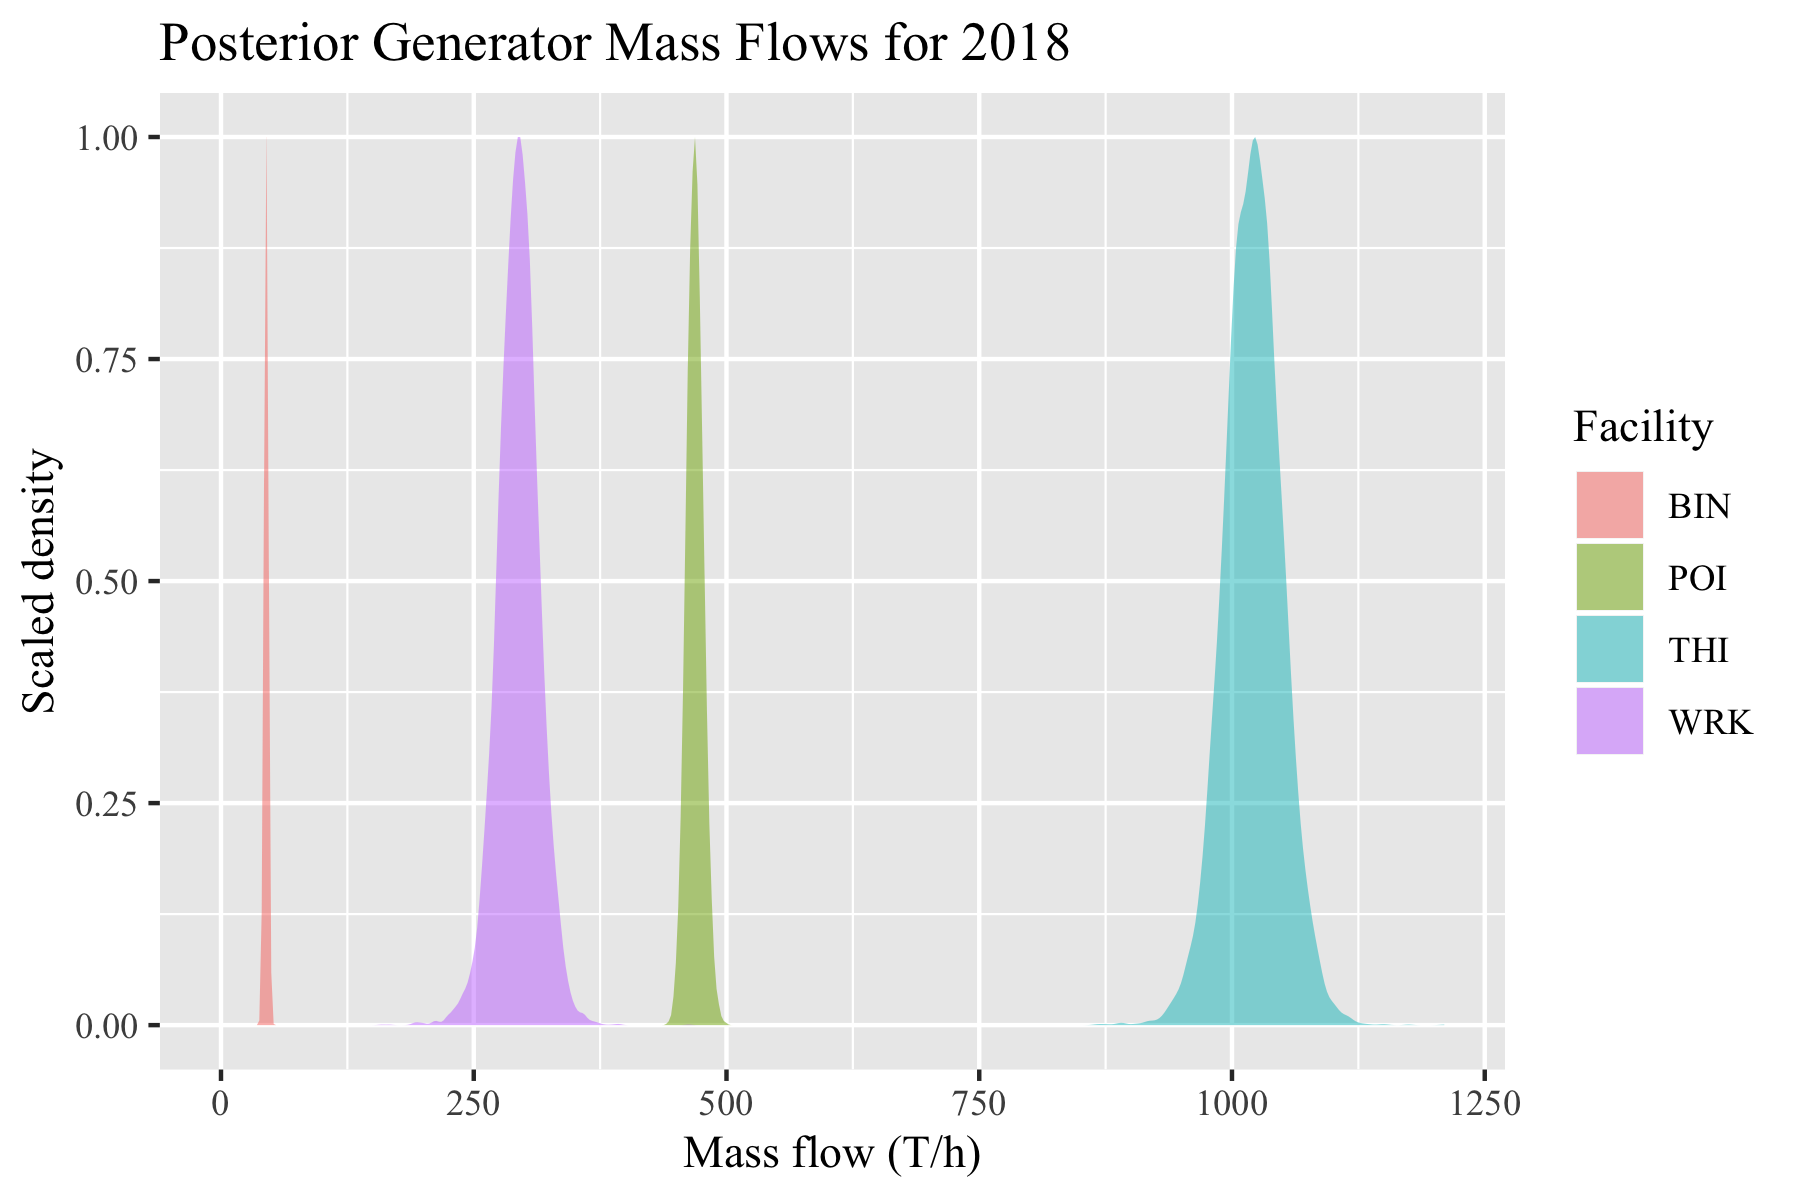 Posterior Generator Mass Flows for 2018
1.00
0.75
0.50
0.25
0.00
Scaled density
0 250 500 750 1000 1250
Mass flow (T/h)
Facility
BIN
POI
THI
WRK